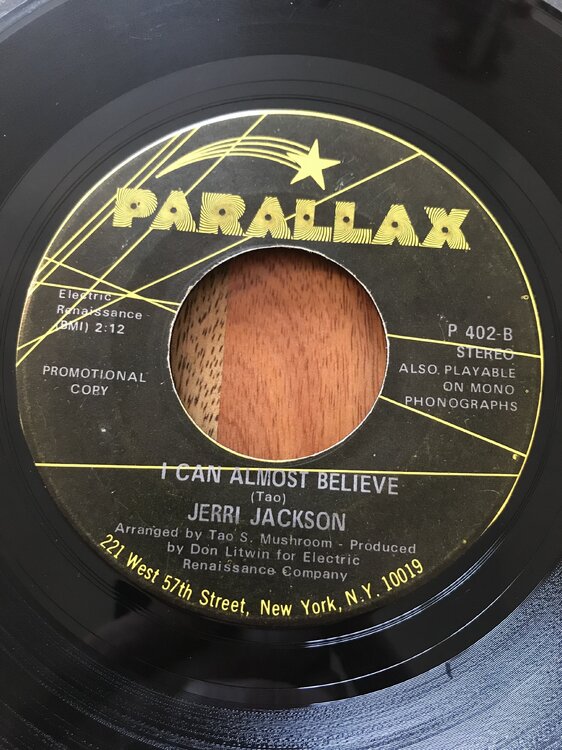 PARALLAX
Electric
Renaissance
(BMI) 2:12
PROMOTIONAL
COPY
P 402-B
STEREO
ALSO PLAYABLE
ON MONO
PHONOGRAPHS
I CAN ALMOST BELIEVE
(Tao)
JERRI JACKSON
Arranged by Tao S. Mushroom - Produced
by Don Litwin for Electric
Renaissance Company
221 West 57th Street, New York, N.Y. 10019